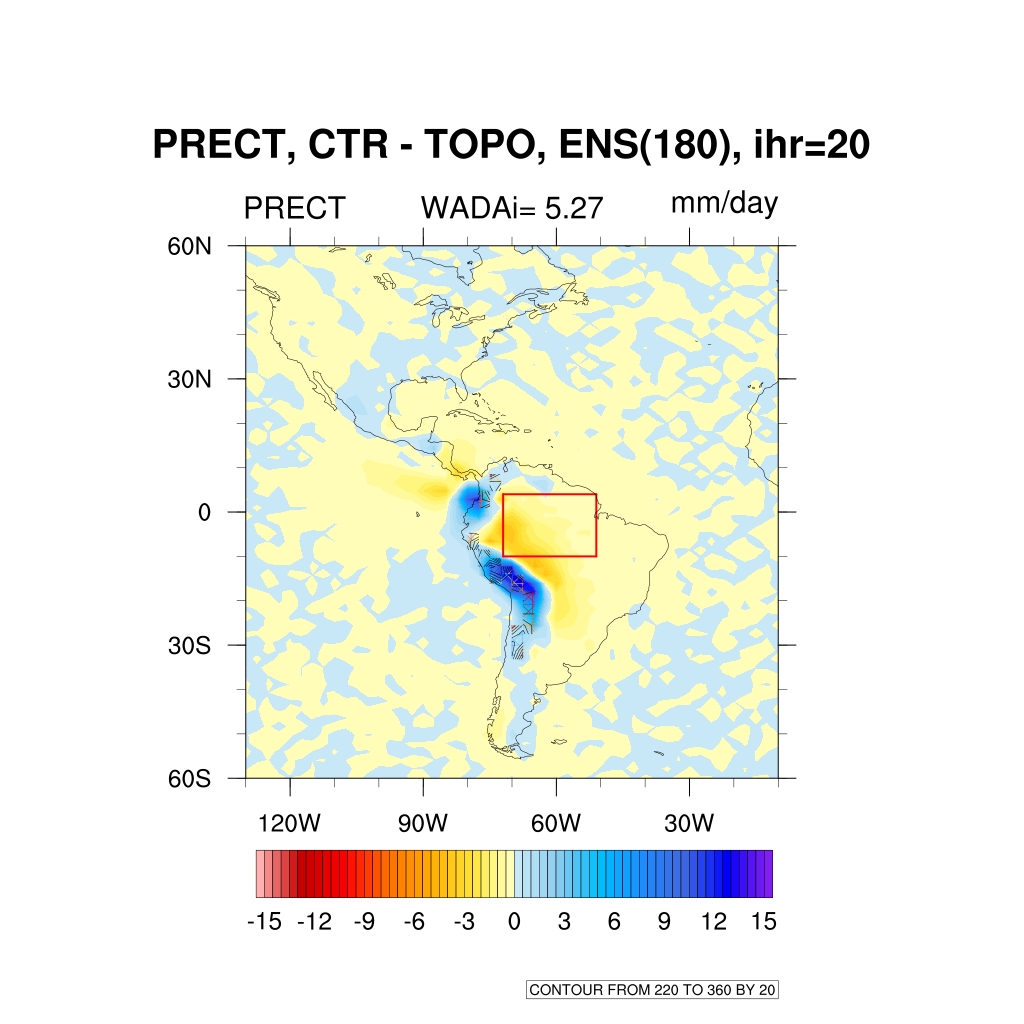 PRECT, CTR - TOPO, ENS(180), ihr=20
PRECT WADAi= 5.27 mm/day
60N
30N
0
30S
60S
120W 90W 60W 30W
-15 -12 -9 -6 -3 0 3 6 9 12 15
CONTOUR FROM 220 TO 360 BY 20